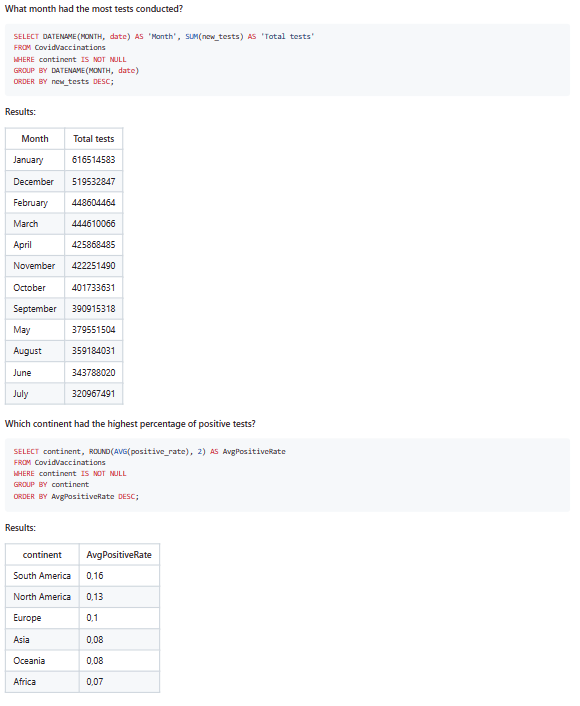 What month had the most tests conducted?
SELECT DATENAME(MONTH, date) AS 'Month', SUM(new_tests) AS 'Total tests'
FROM CovidVaccinations
WHERE continent IS NOT NULL
GROUP BY DATENAME(MONTH, date)
ORDER BY new_tests DESC;
Results:
Month Total tests
January 616514583
December 519532847
February 448604464
March 444610066
April 425868485
November 422251490
October 401733631
September 390915318
May 379551504
August 359184031
June 343788020
July 320967491
Which continent had the highest percentage of positive tests?
SELECT continent, ROUND(AVG(positive_rate), 2) AS AvgPositiveRate
FROM CovidVaccinations
WHERE continent IS NOT NULL
GROUP BY continent
ORDER BY AvgPositiveRate DESC;
Results:
continent AvgPositiveRate
South America 0,16
North America 0,13
Europe 0,1
Asia 0,08
Oceania 0,08
Africa 0,07